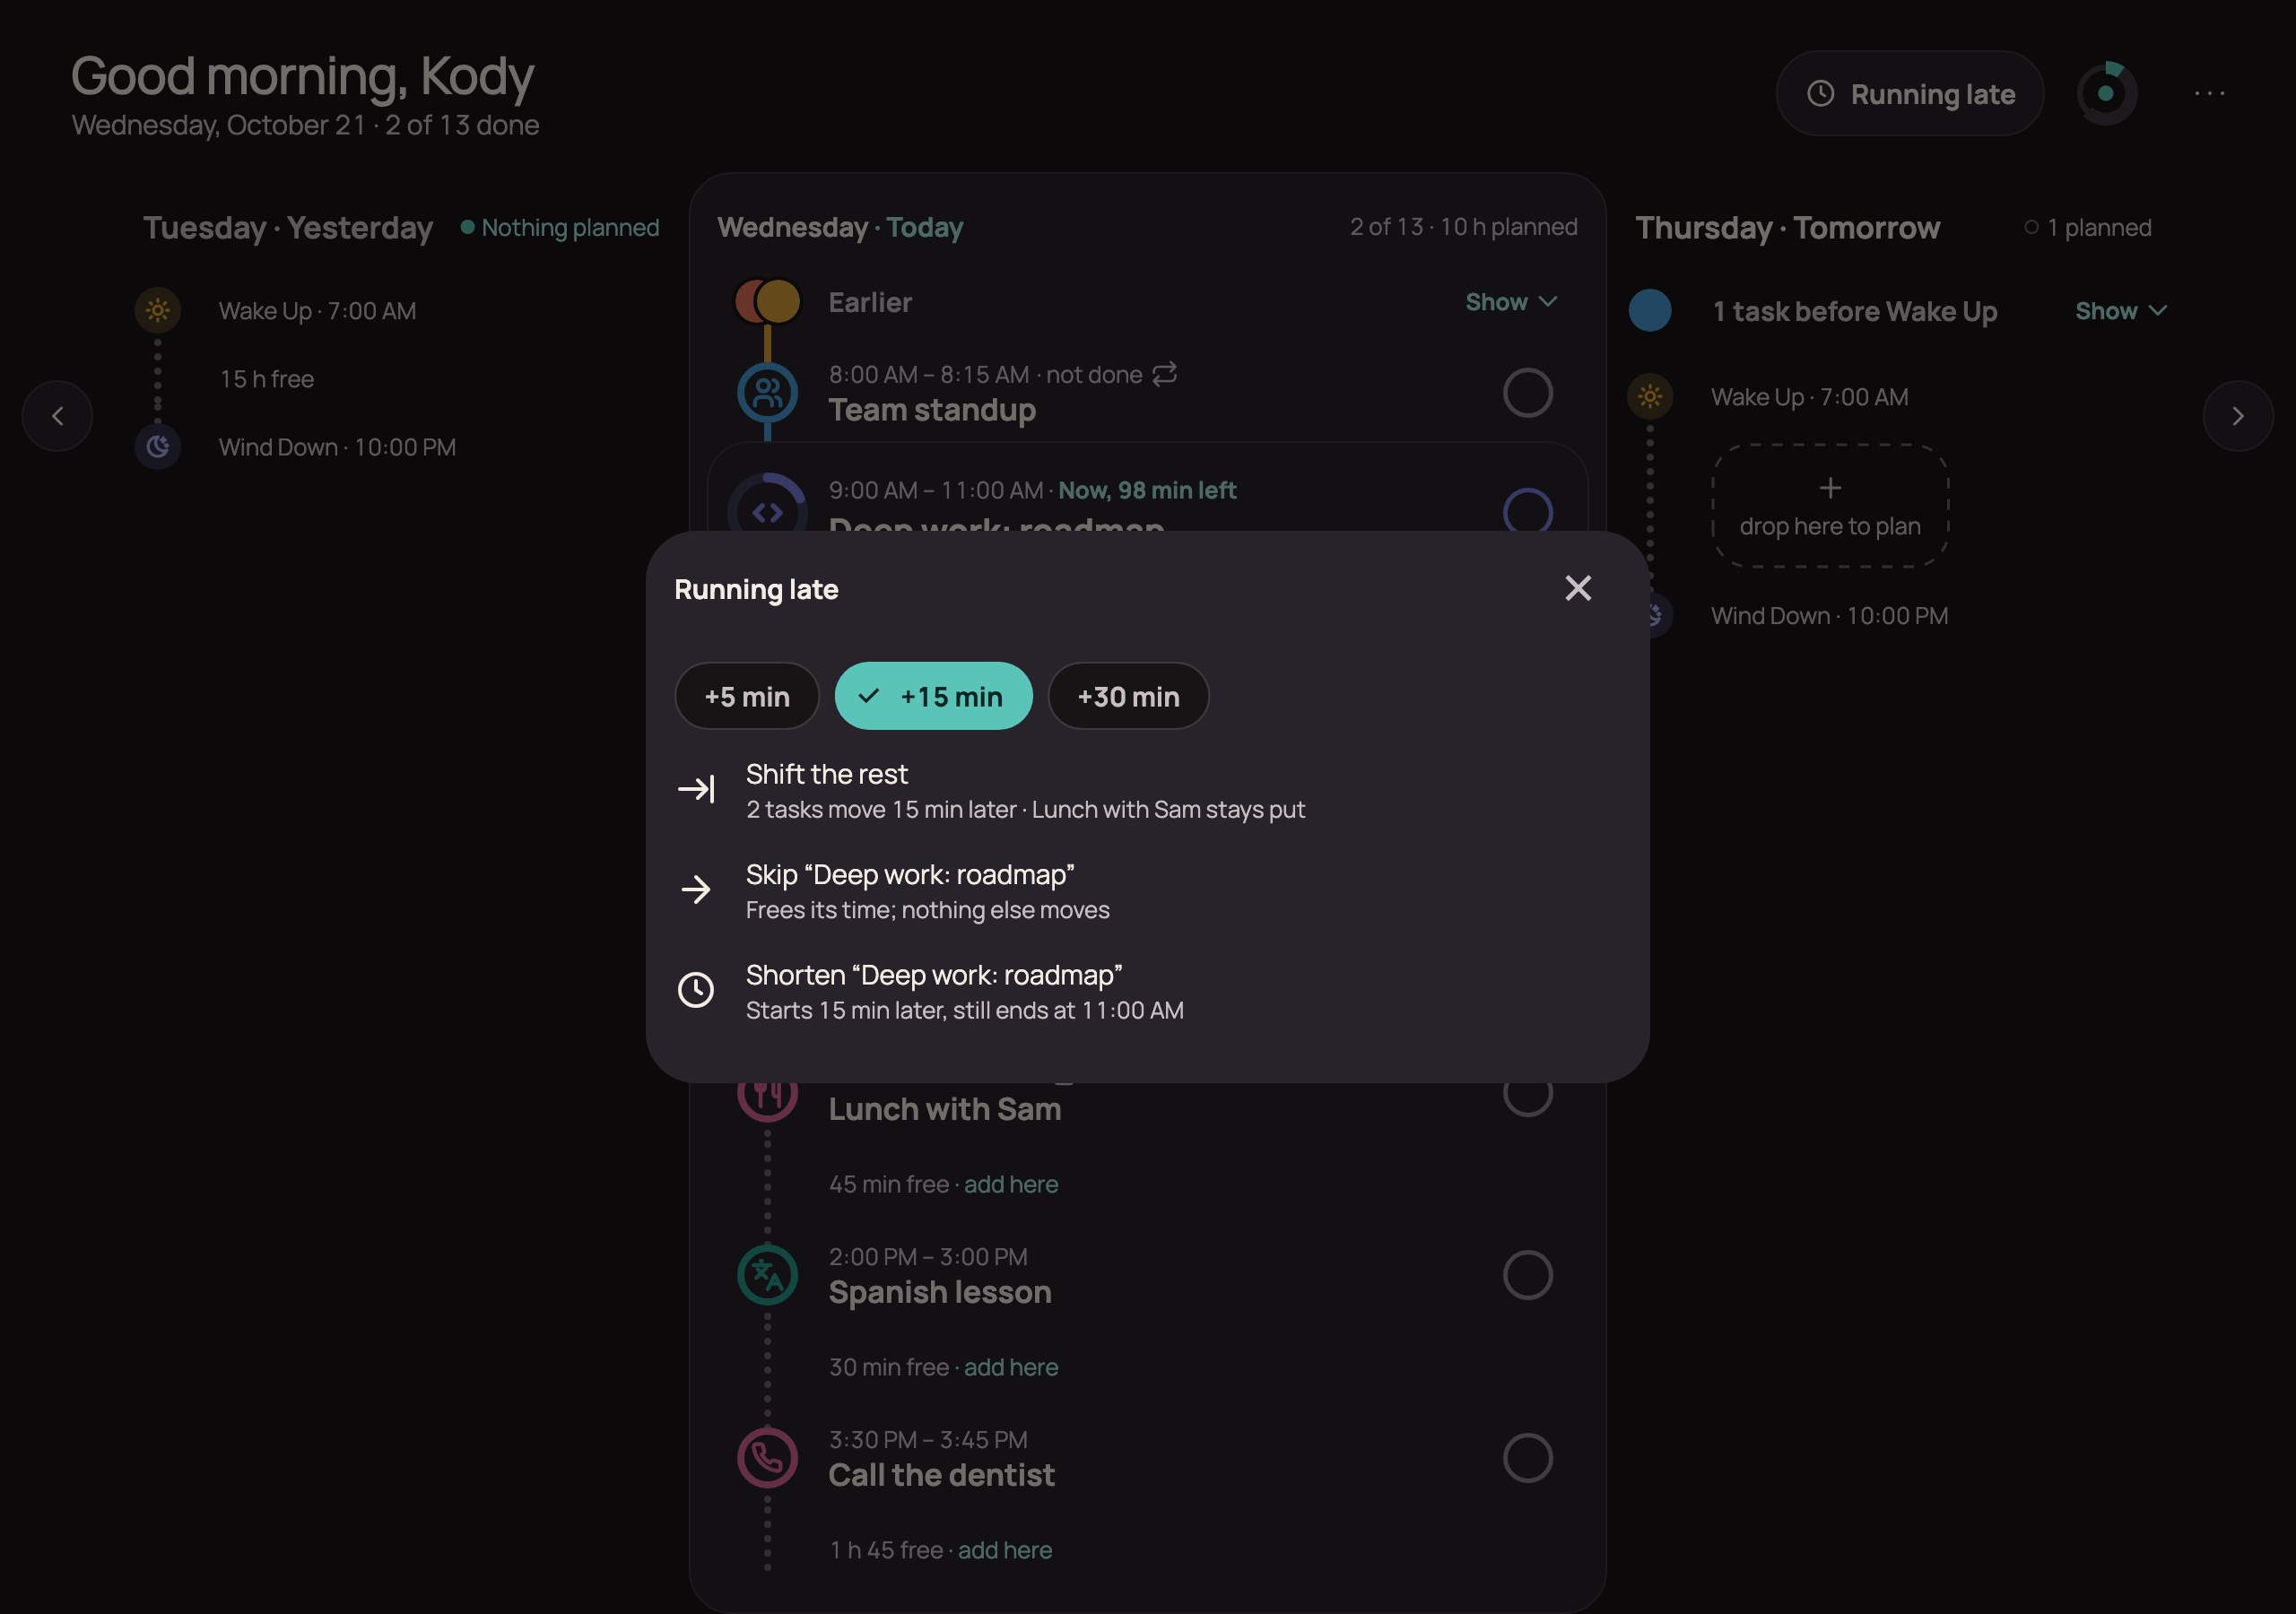 Good morning, Kody
Wednesday, October 21 · 2 of 13 done
Running late
Tuesday · Yesterday
Nothing planned
Wake Up · 7:00 AM
15 h free
Wind Down · 10:00 PM
Wednesday · Today
2 of 13 · 10 h planned
Earlier
Show
8:00 AM – 8:15 AM · not done
Team standup
9:00 AM – 11:00 AM · Now, 98 min left
Deep work: roadmap
Thursday · Tomorrow
1 planned
1 task before Wake Up
Show
Wake Up · 7:00 AM
+
drop here to plan
Wind Down · 10:00 PM
Running late
+5 min
+15 min
+30 min
Shift the rest
2 tasks move 15 min later · Lunch with Sam stays put
Skip “Deep work: roadmap”
Frees its time; nothing else moves
Shorten “Deep work: roadmap”
Starts 15 min later, still ends at 11:00 AM
Lunch with Sam
45 min free · add here
2:00 PM – 3:00 PM
Spanish lesson
30 min free · add here
3:30 PM – 3:45 PM
Call the dentist
1 h 45 free · add here